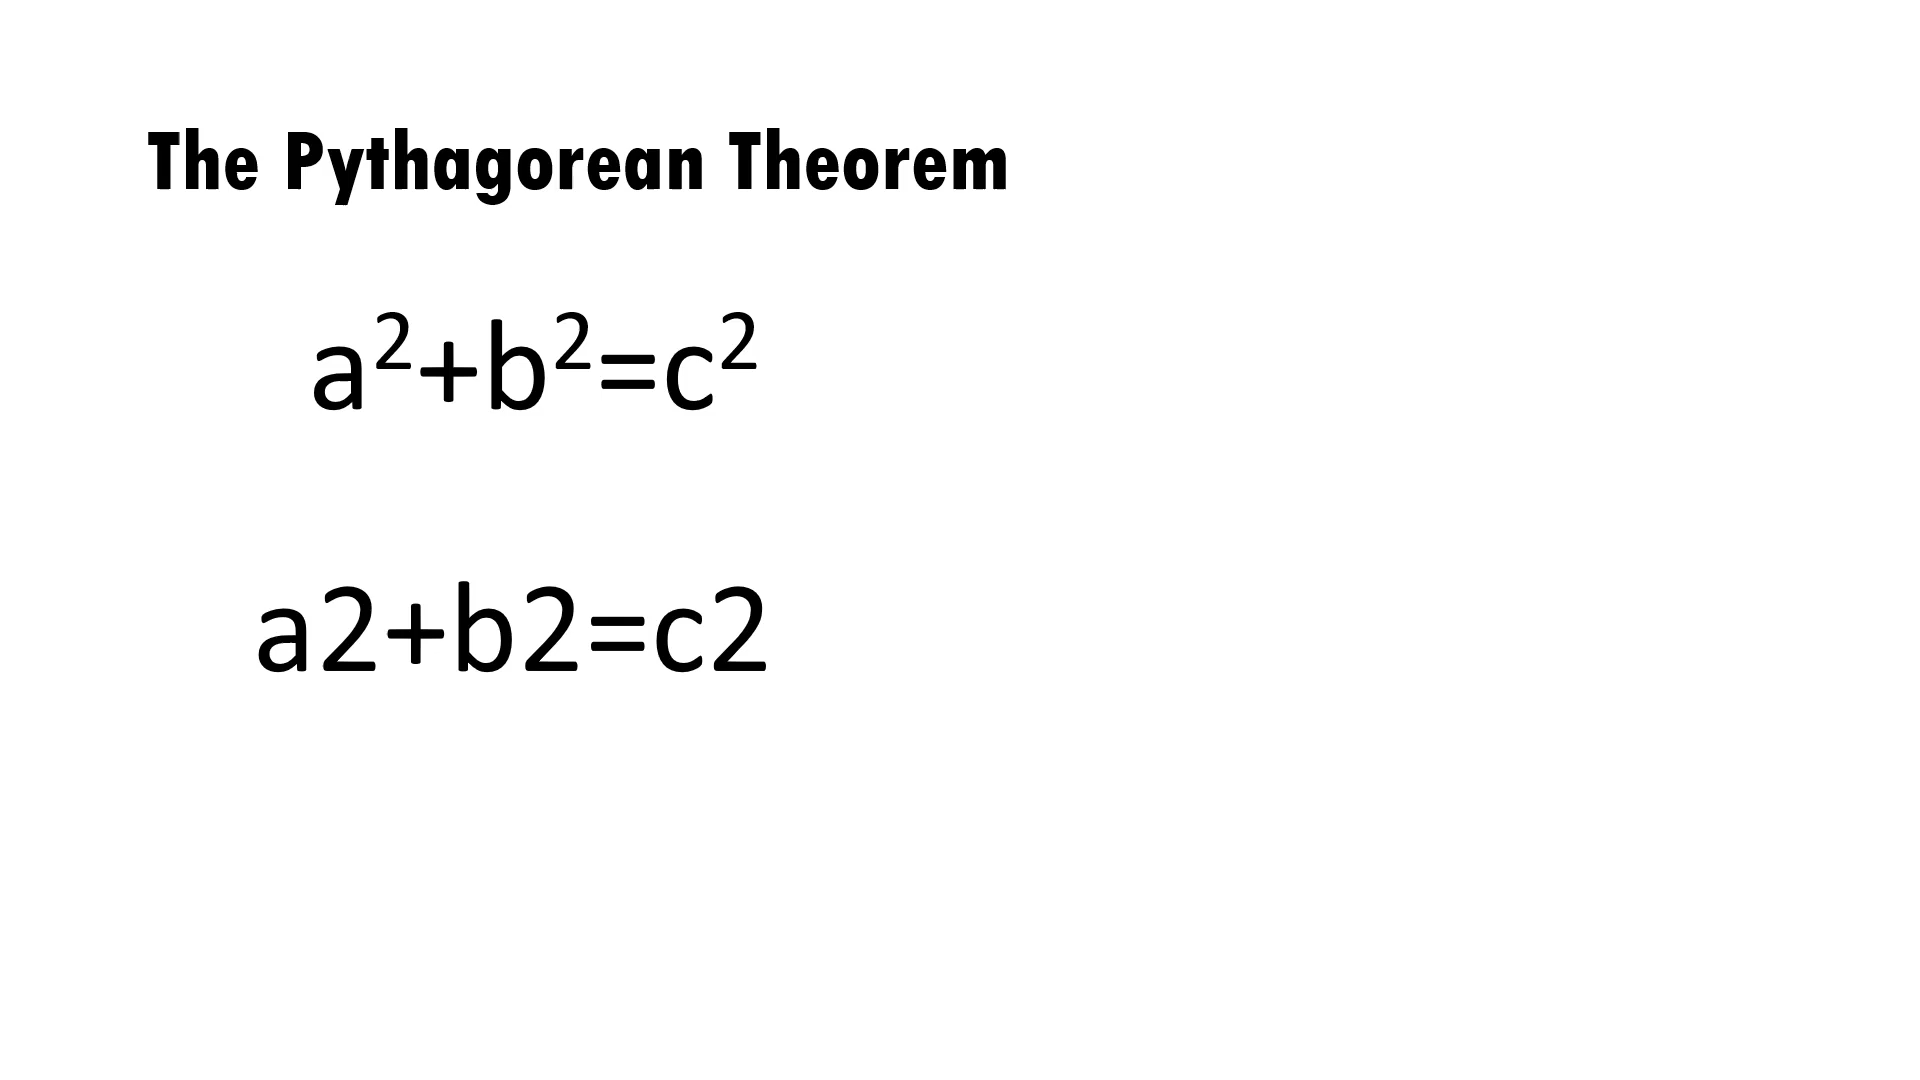 The Pythagorean Theorem
a²+b²=c²
a2+b2=c2